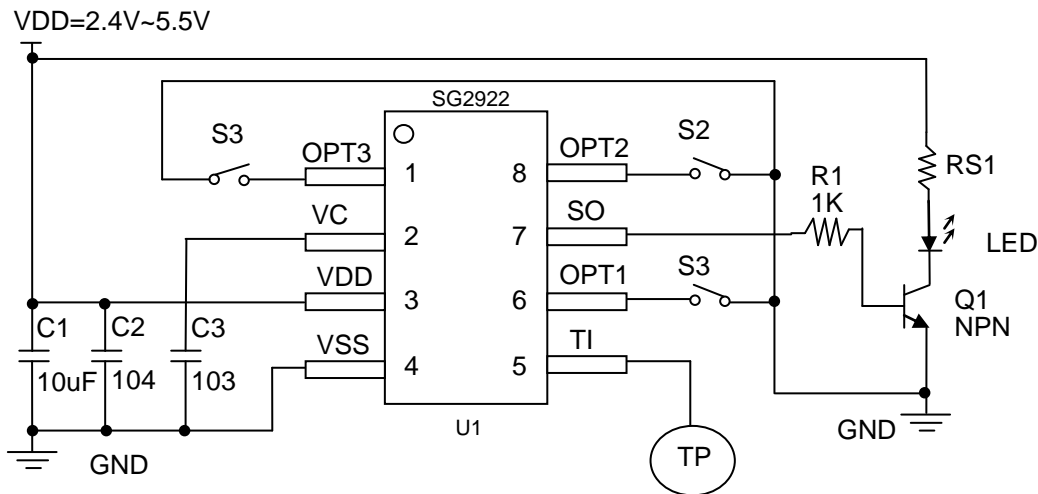 VDD=2.4V~5.5V
SG2922
S3
OPT3
1
8
OPT2
S2
R1
1K
RS1
VC
2
7
SO
LED
VDD
3
6
OPT1
S3
Q1
NPN
C1
10uF
C2
104
C3
103
VSS
4
5
TI
U1
GND
TP
GND